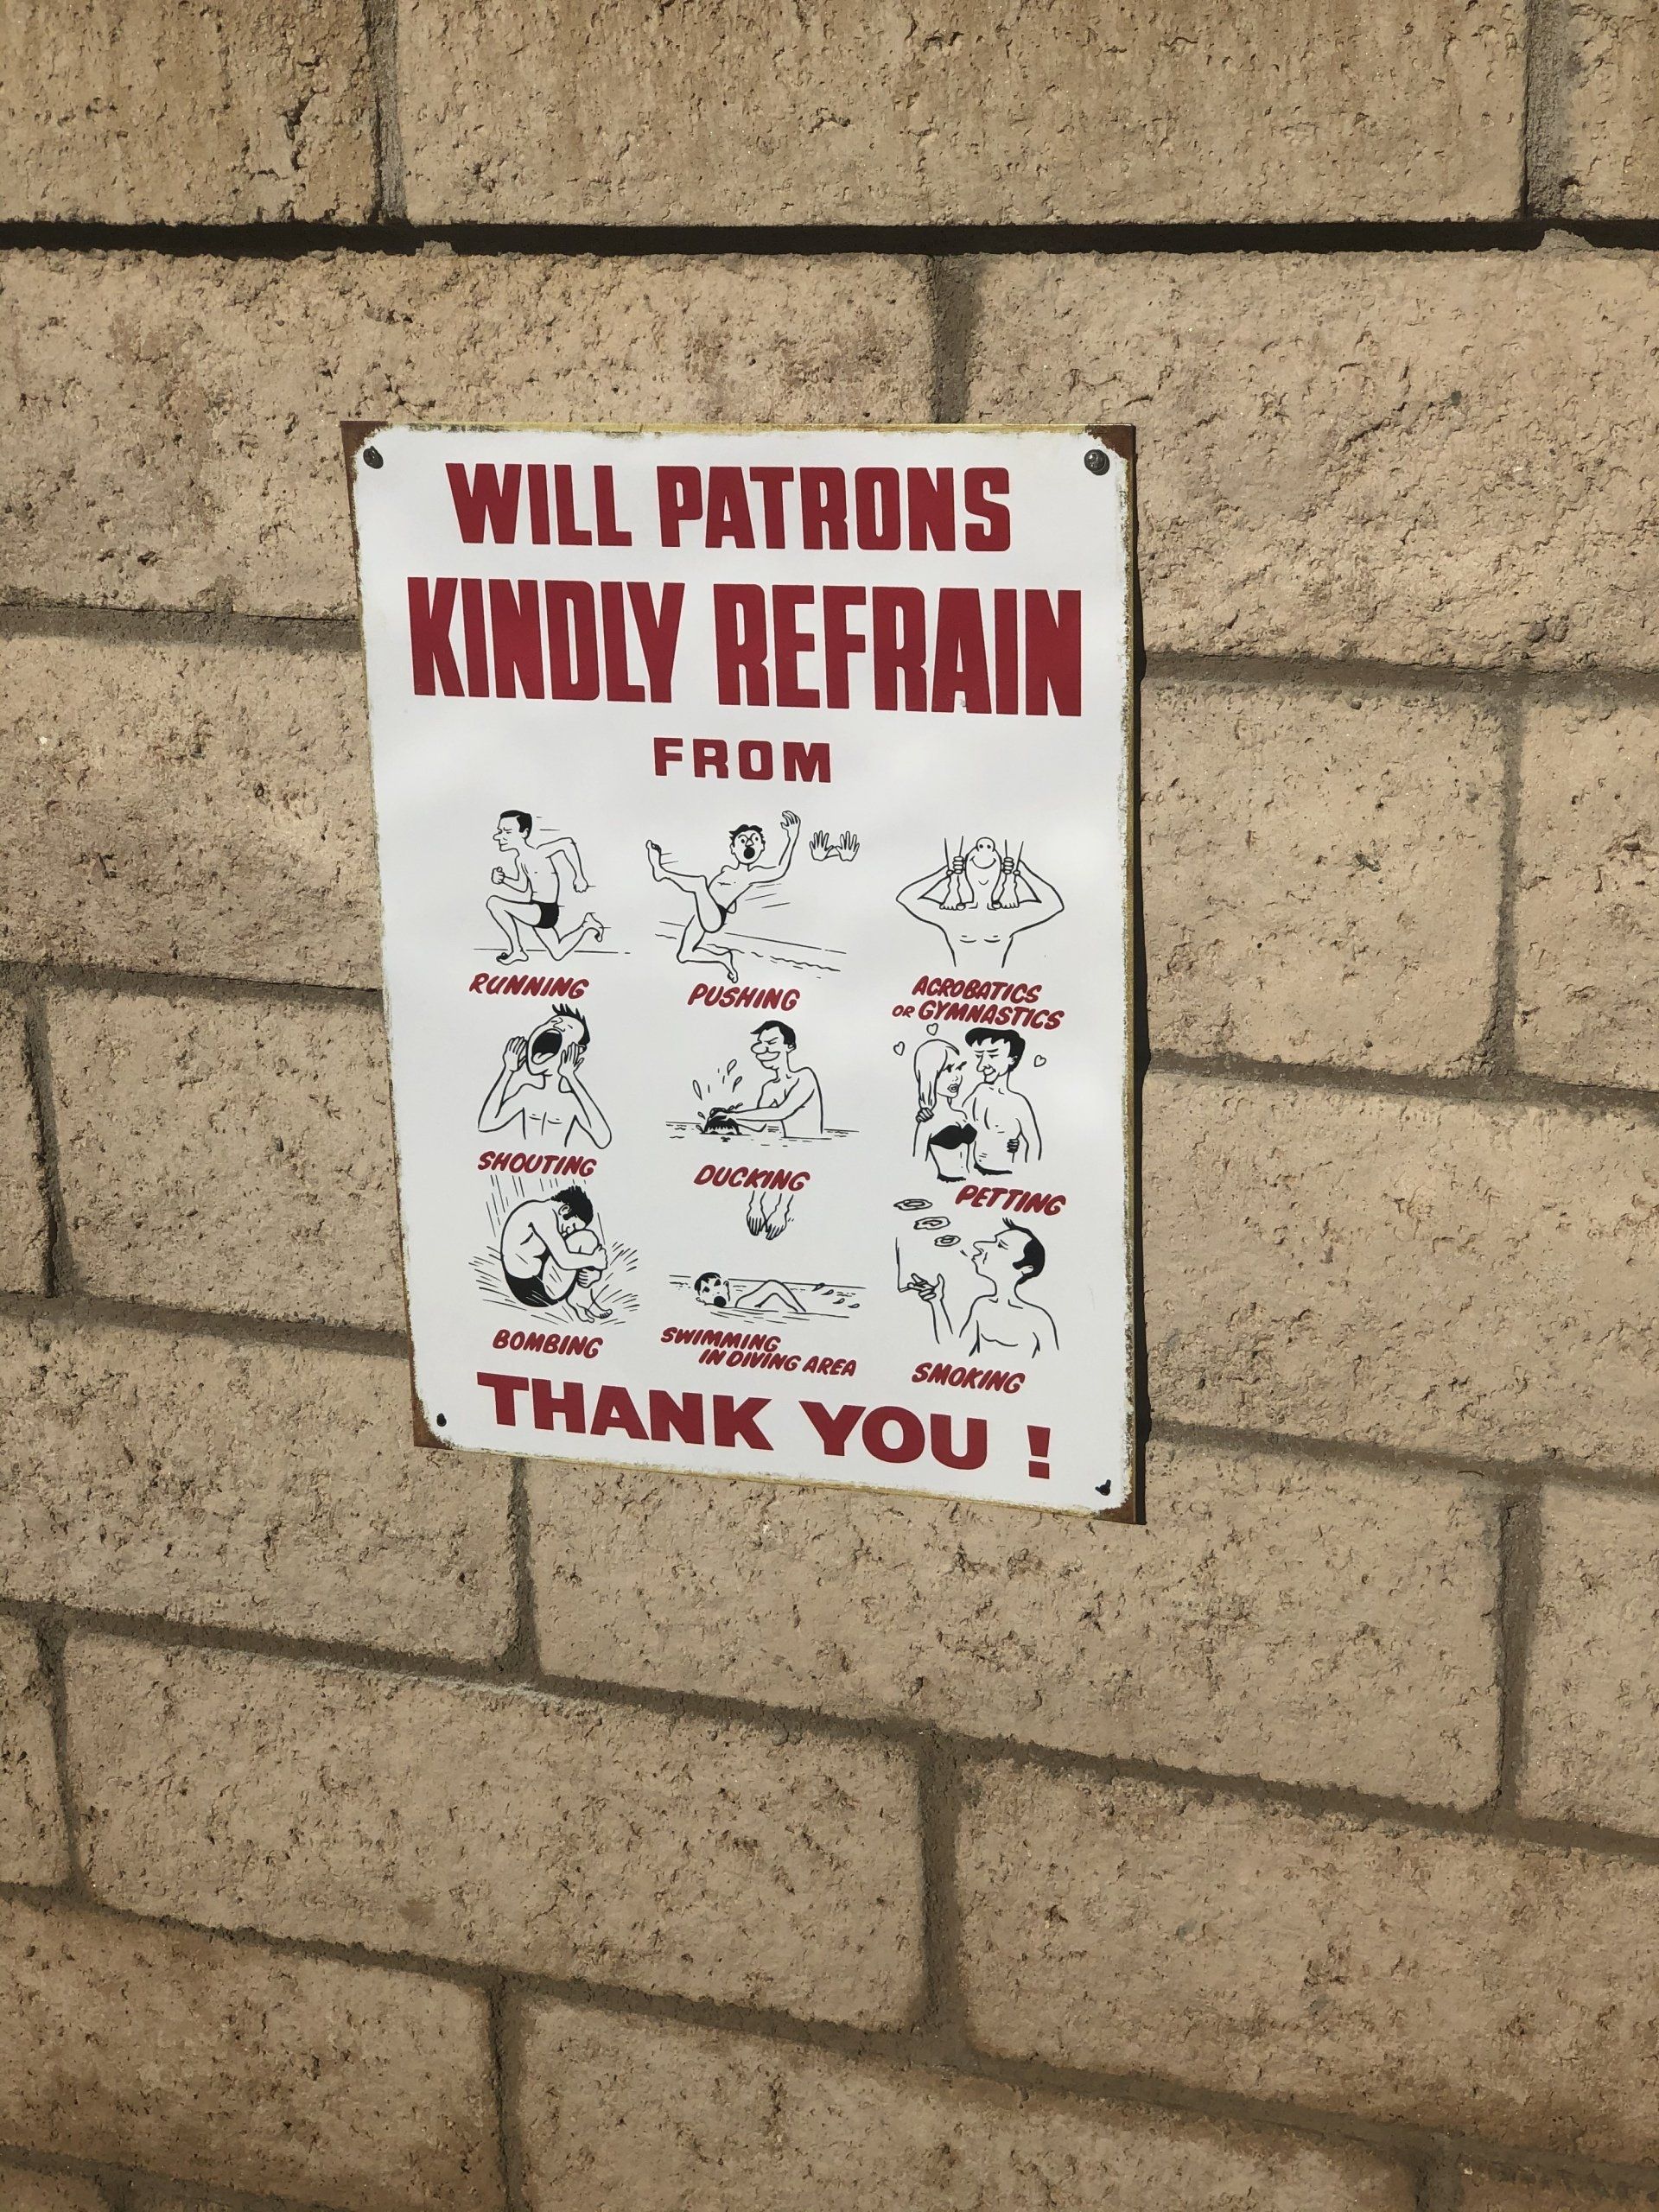 WILL PATRONS
KINDLY REFRAIN
FROM
RUNNING
PUSHING
ACROBATICS
OR GYMNASTICS
SHOUTING
DUCKING
PETTING
BOMBING
SWIMMING
IN DIVING AREA
SMOKING
THANK YOU !